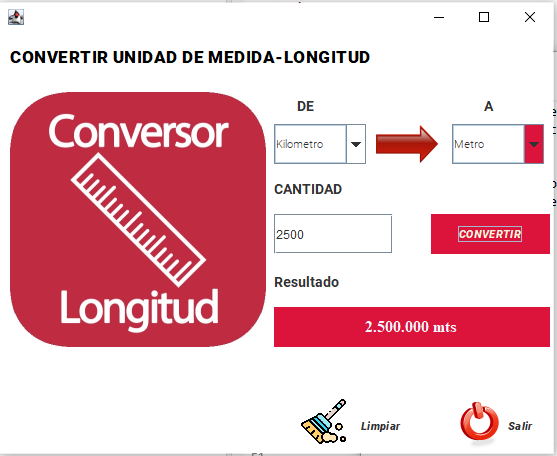 CONVERTIR UNIDAD DE MEDIDA-LONGITUD
Conversor
Longitud
DE
A
Kilometro
Metro
CANTIDAD
2500
CONVERTIR
Resultado
2.500.000 mts
Limpiar
Salir